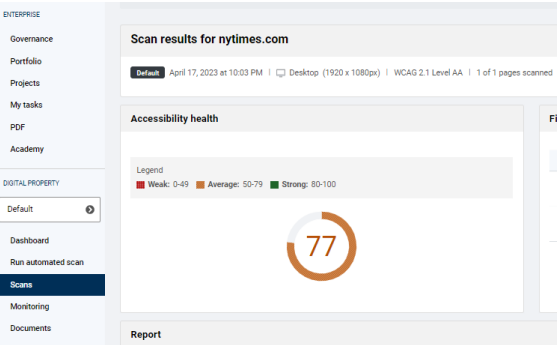 ENTERPRISE
Governance
Portfolio
Projects
My tasks
PDF
Academy
DIGITAL PROPERTY
Default
Dashboard
Run automated scan
Scans
Monitoring
Documents
Scan results for nytimes.com
Default April 17, 2023 at 10:03 PM | Desktop (1920 x 1080px) | WCAG 2.1 Level AA | 1 of 1 pages scanned
Accessibility health
Legend
Weak: 0-49 Average: 50-79 Strong: 80-100
77
Report
Fi